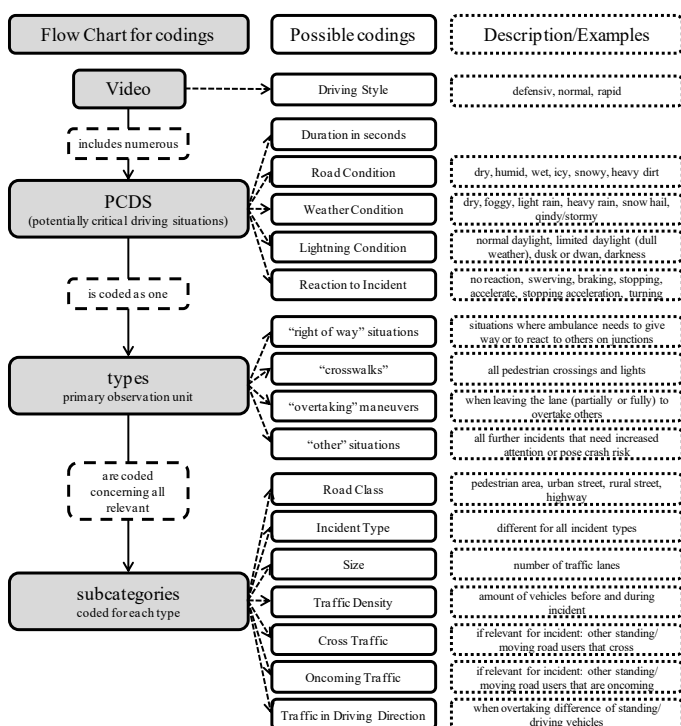 Flow Chart for codings
Possible codings
Description/Examples
Video
Driving Style
defensiv, normal, rapid
includes numerous
Duration in seconds
PCDS
(potentially critical driving situations)
Road Condition
dry, humid, wet, icy, snowy, heavy dirt
Weather Condition
dry, foggy, light rain, heavy rain, snow hail,
qindy/stormy
Lightning Condition
normal daylight, limited daylight (dull
weather), dusk or dwan, darkness
Reaction to Incident
no reaction, swerving, braking, stopping,
accelerate, stopping acceleration, turning
is coded as one
types
primary observation unit
“right of way” situations
situations where ambulance needs to give
way or to react to others on junctions
“crosswalks”
all pedestrian crossings and lights
“overtaking” maneuvers
when leaving the lane (partially or fully) to
overtake others
“other” situations
all further incidents that need increased
attention or pose crash risk
are coded
concerning all
relevant
subcategories
coded for each type
Road Class
pedestrian area, urban street, rural street,
highway
Incident Type
different for all incident types
Size
number of traffic lanes
Traffic Density
amount of vehicles before and during
incident
Cross Traffic
if relevant for incident: other standing/
moving road users that cross
Oncoming Traffic
if relevant for incident: other standing/
moving road users that are oncoming
Traffic in Driving Direction
when overtaking difference of standing/
driving vehicles